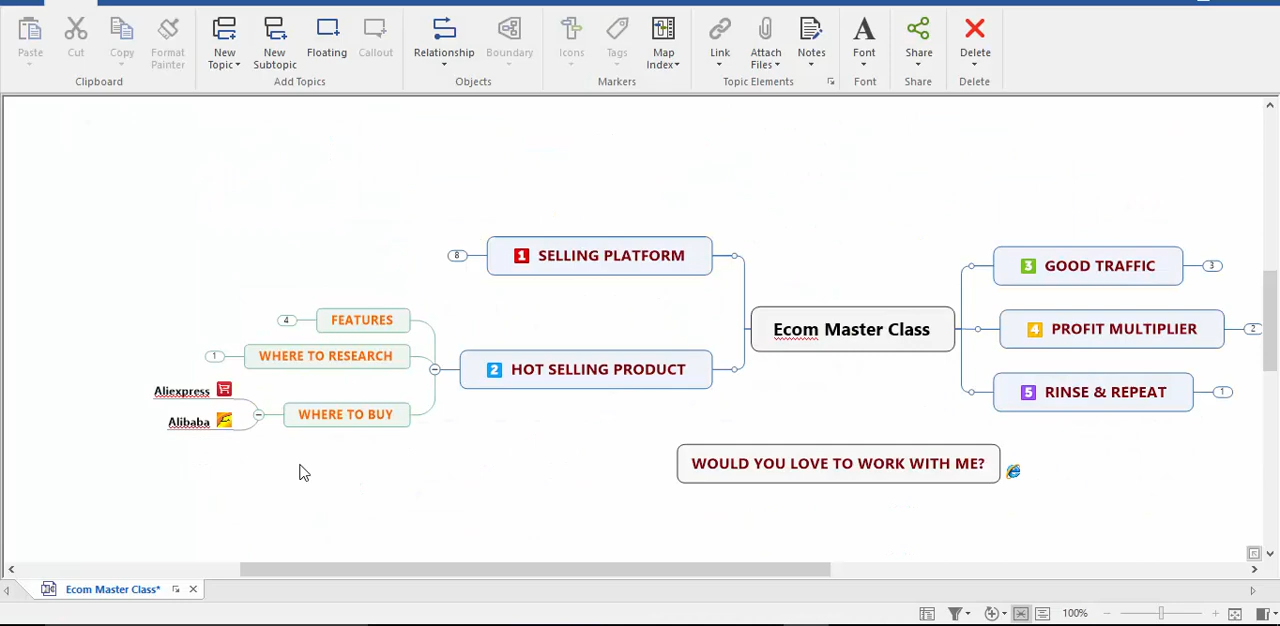 Paste
Cut
Copy
Format
Painter
New
Topic
New
Subtopic
Floating
Callout
Relationship
Boundary
Icons
Tags
Map
Index
Link
Attach
Files
Notes
Font
Share
Delete
Clipboard
Add Topics
Objects
Markers
Topic Elements
Font
Share
Delete
8
1 SELLING PLATFORM
4
FEATURES
1
WHERE TO RESEARCH
2 HOT SELLING PRODUCT
Aliexpress
Alibaba
WHERE TO BUY
Ecom Master Class
3 GOOD TRAFFIC
3
4 PROFIT MULTIPLIER
2
5 RINSE & REPEAT
1
WOULD YOU LOVE TO WORK WITH ME?
Ecom Master Class*
100%